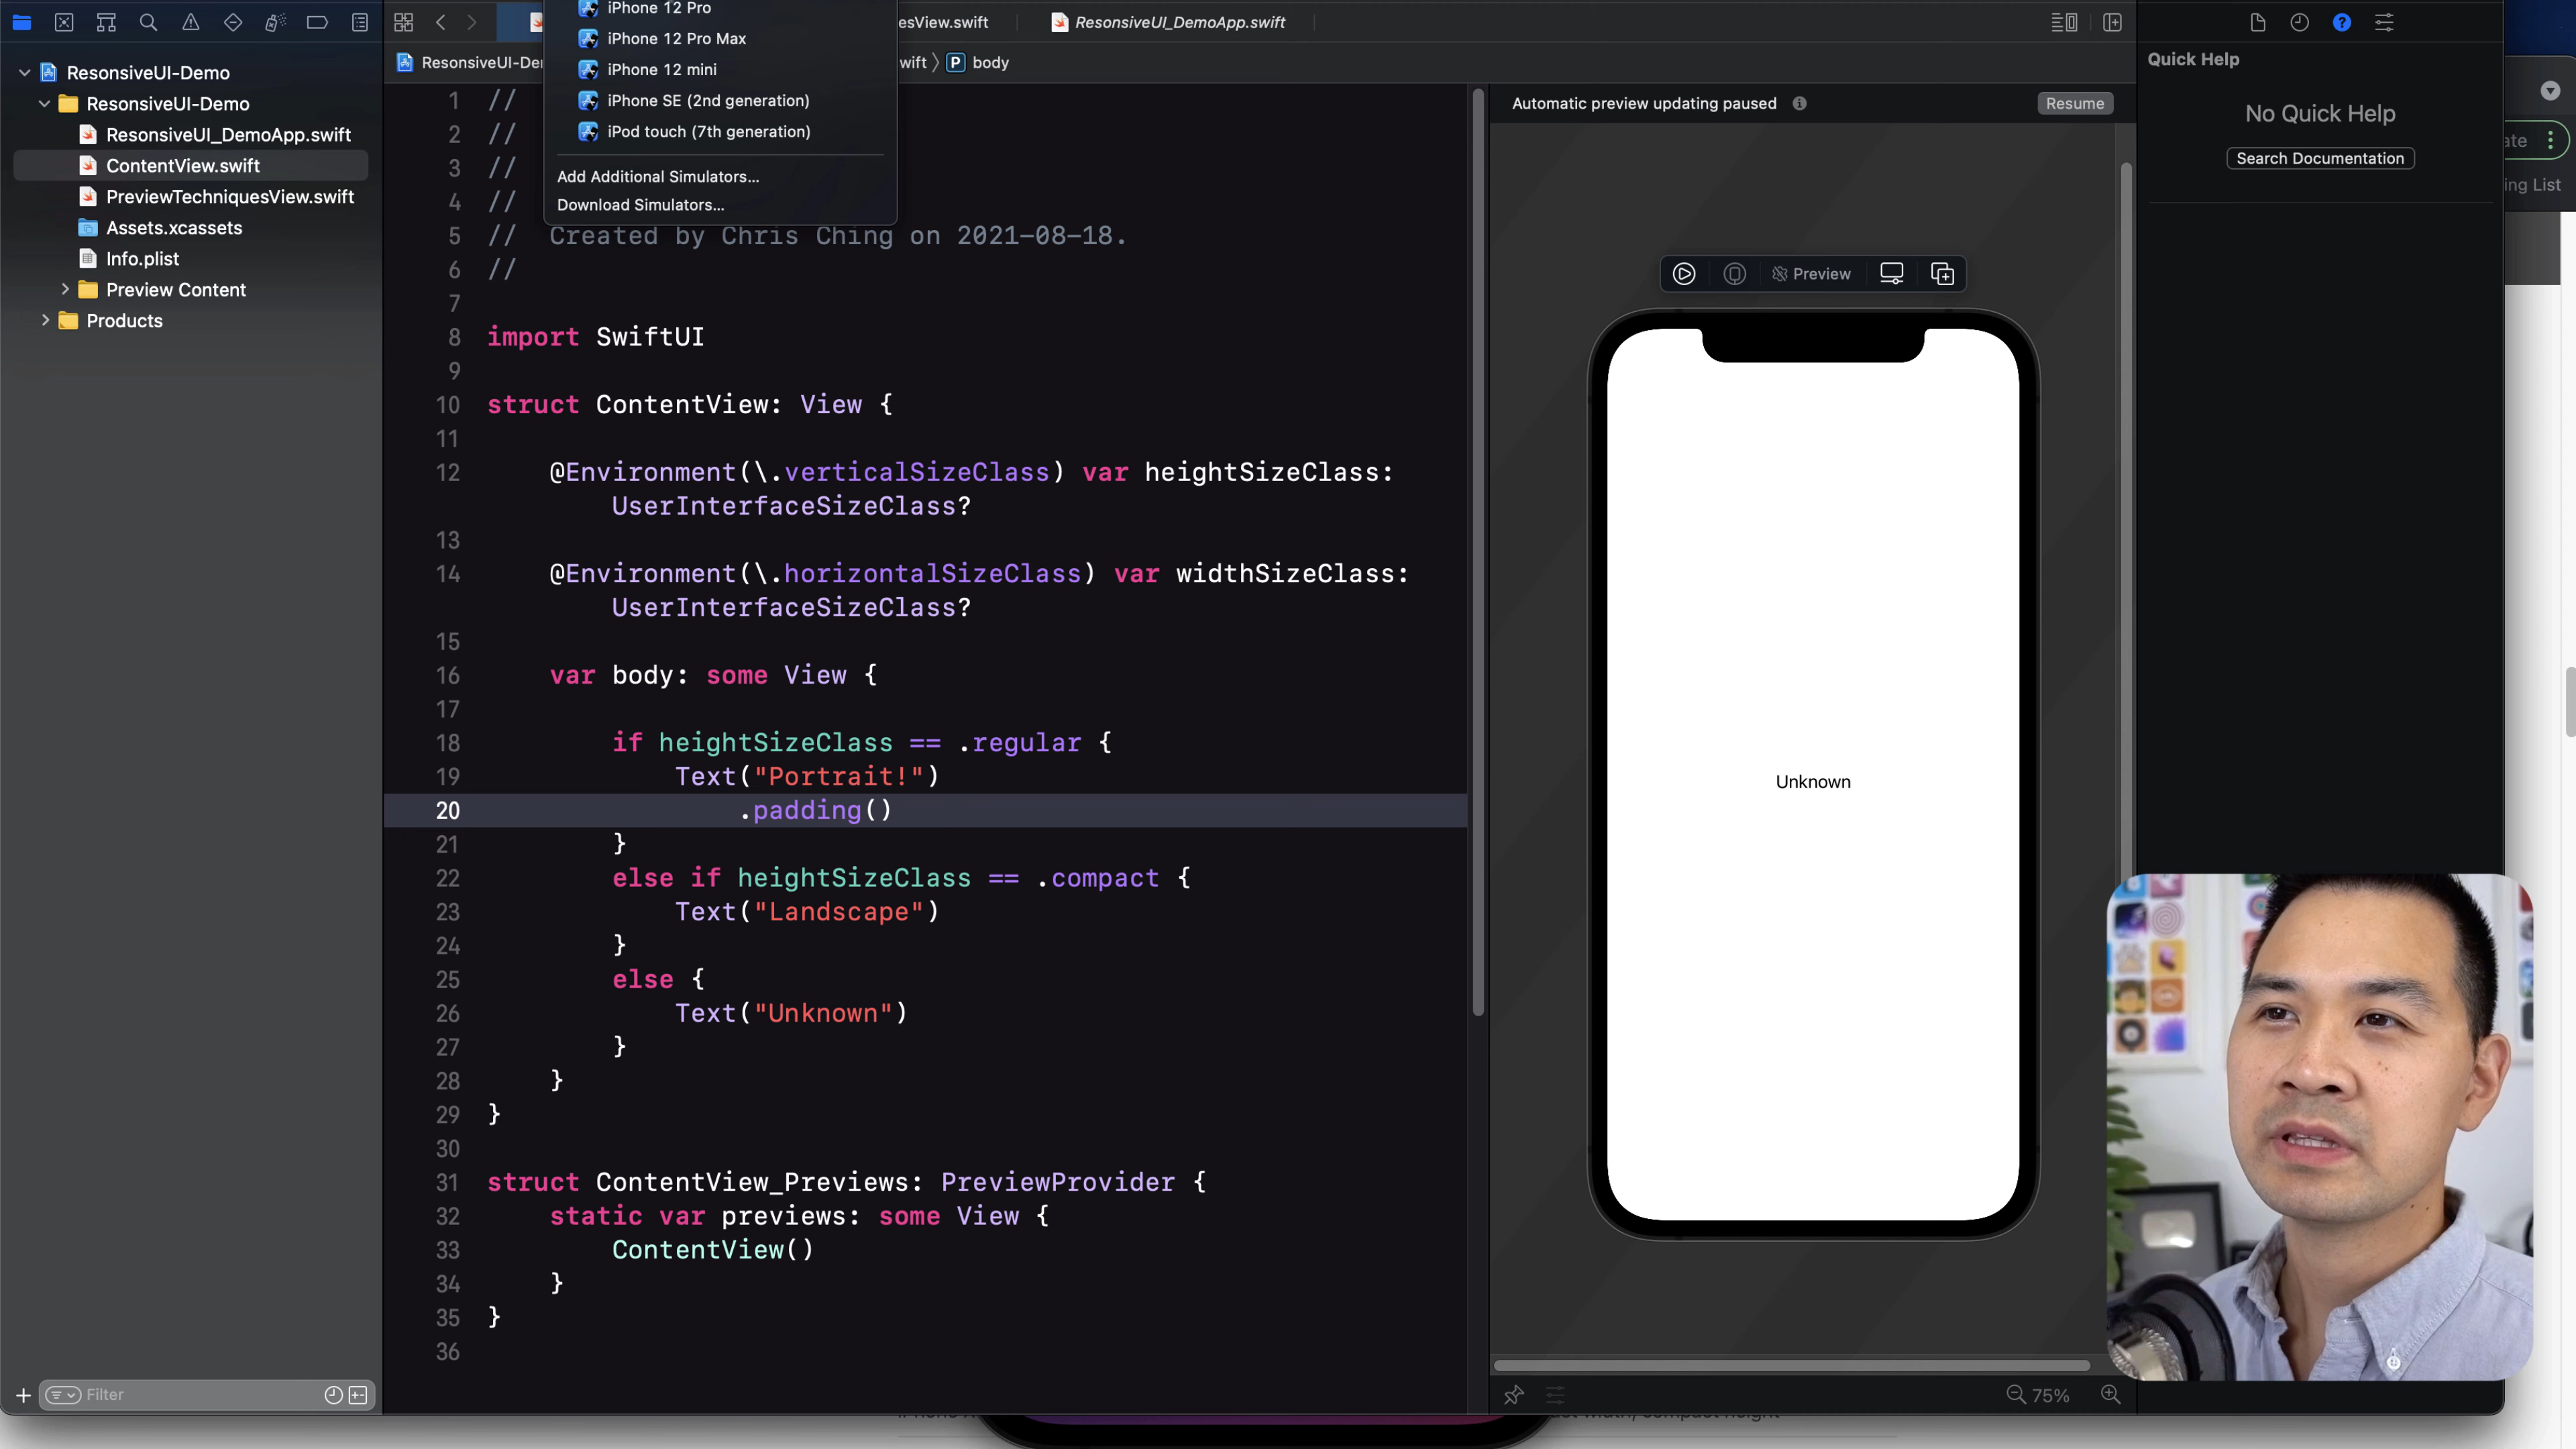 iPhone 12 Pro
iPhone 12 Pro Max
iPhone 12 mini
iPhone SE (2nd generation)
iPod touch (7th generation)
Add Additional Simulators...
Download Simulators...
esView.swift
ResonsiveUI_DemoApp.swift
ResonsiveUI-De
wift
P body
ResonsiveUI-Demo
ResonsiveUI-Demo
ResonsiveUI_DemoApp.swift
ContentView.swift
PreviewTechniquesView.swift
Assets.xcassets
Info.plist
Preview Content
Products
Filter
1 //
2 //
3 //
4 //
5 // Created by Chris Ching on 2021-08-18.
6 //
7
8 import SwiftUI
9
10 struct ContentView: View {
11
12 @Environment(\.verticalSizeClass) var heightSizeClass:
UserInterfaceSizeClass?
13
14 @Environment(\.horizontalSizeClass) var widthSizeClass:
UserInterfaceSizeClass?
15
16 var body: some View {
17
18 if heightSizeClass == .regular {
19 Text("Portrait!")
20 .padding()
21 }
22 else if heightSizeClass == .compact {
23 Text("Landscape")
24 }
25 else {
26 Text("Unknown")
27 }
28 }
29 }
30
31 struct ContentView_Previews: PreviewProvider {
32 static var previews: some View {
33 ContentView()
34 }
35 }
36
Automatic preview updating paused
Resume
Preview
Unknown
75%
Quick Help
No Quick Help
Search Documentation
ate
ing List